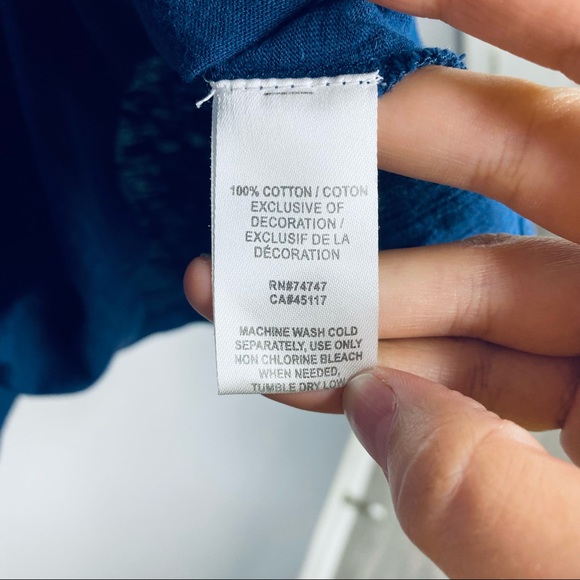 100% COTTON / COTON
EXCLUSIVE OF
DECORATION /
EXCLUSIF DE LA
DÉCORATION
RN#74747
CA#45117
MACHINE WASH COLD
SEPARATELY, USE ONLY
NON CHLORINE BLEACH
WHEN NEEDED,
TUMBLE DRY LOW